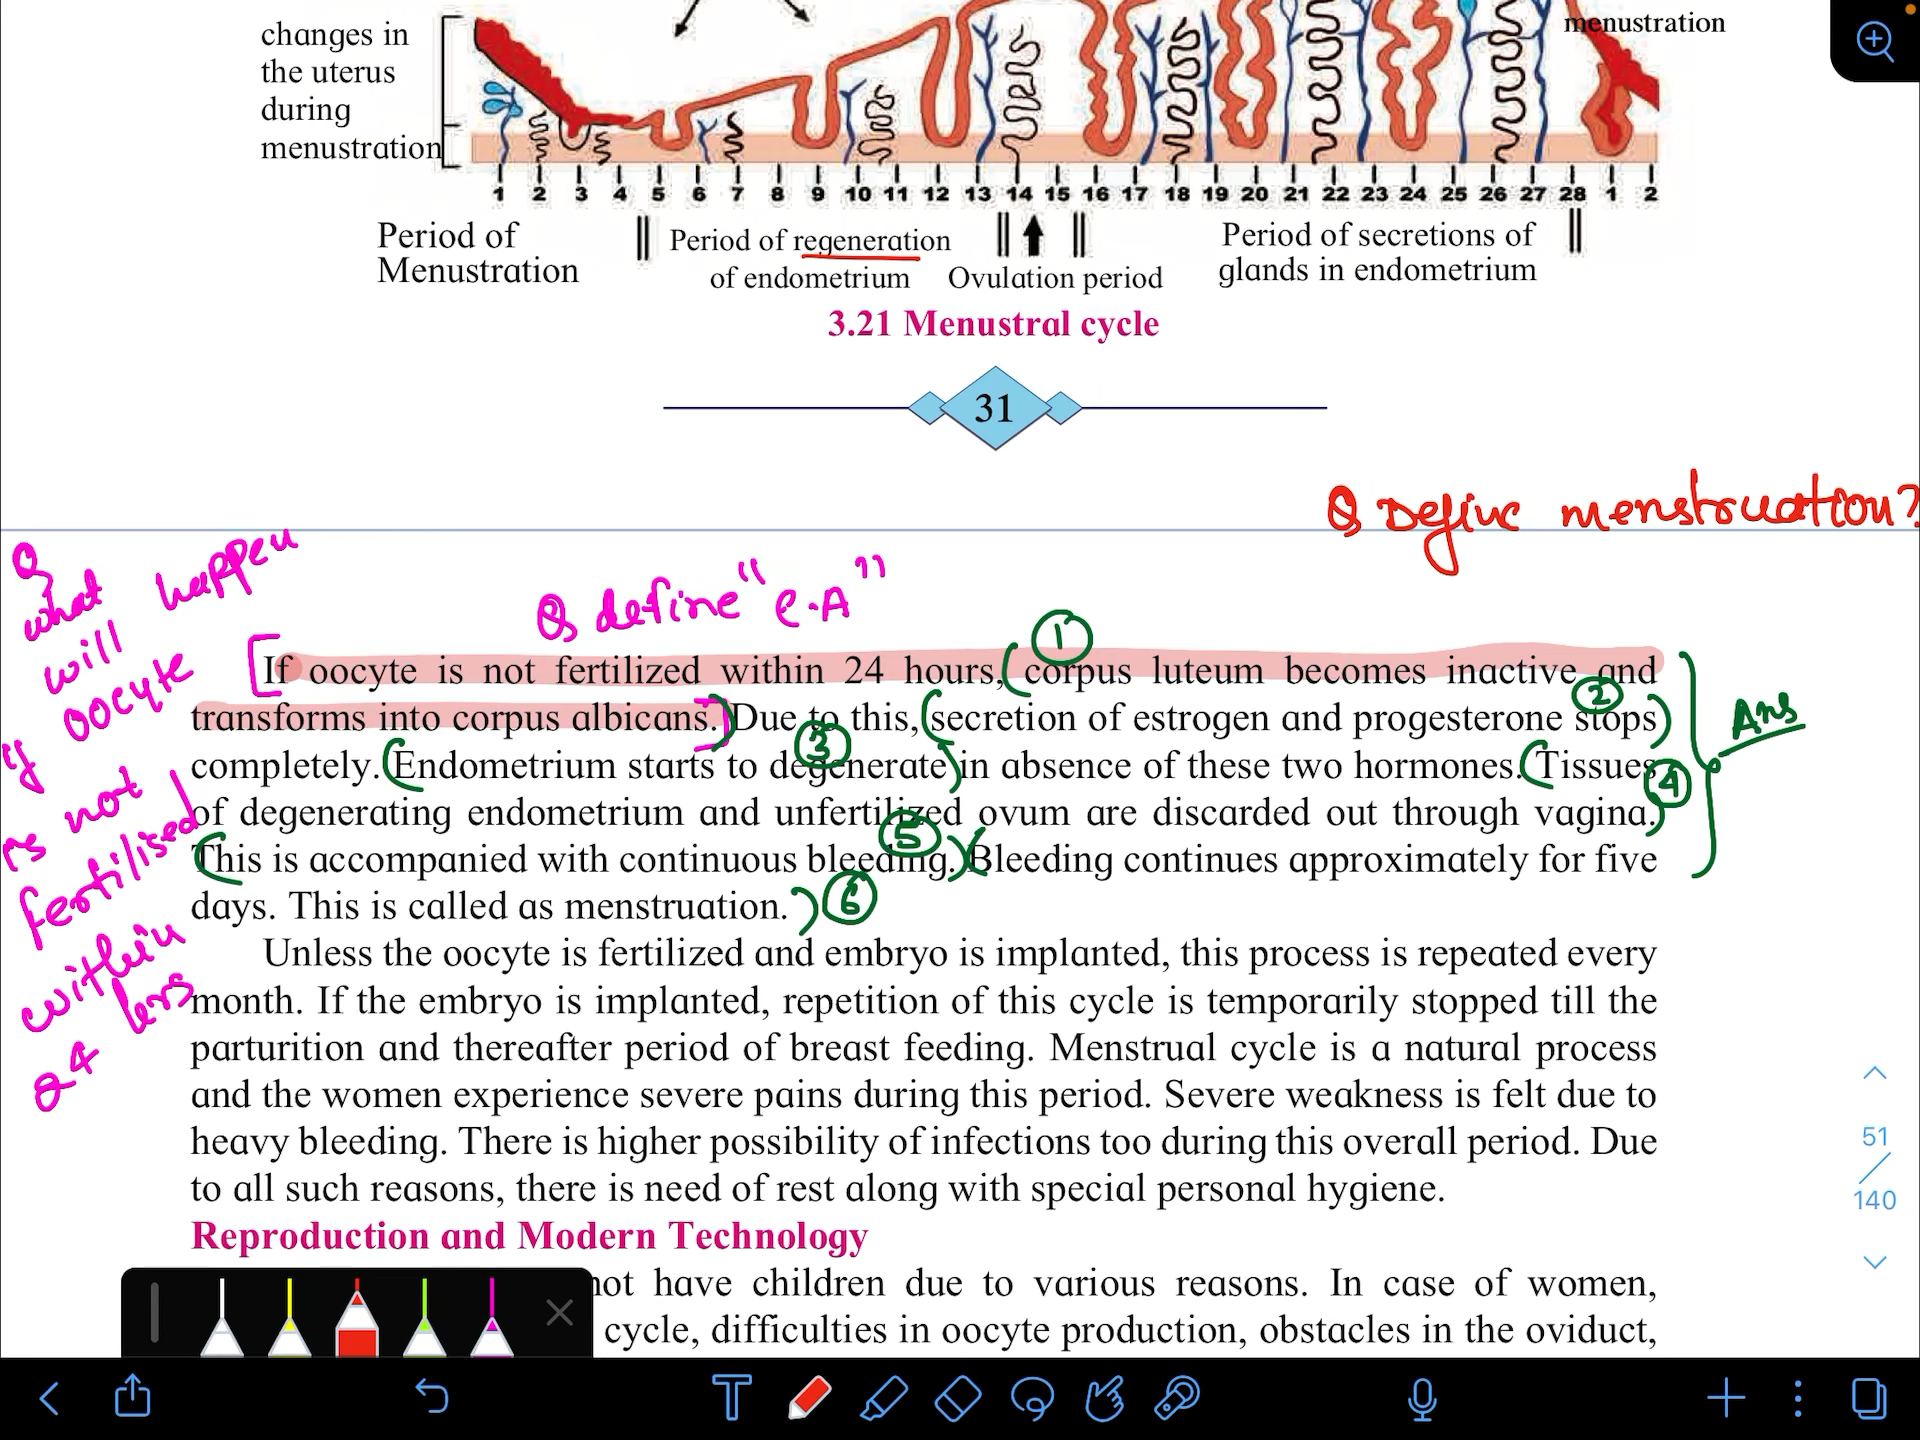 changes in
the uterus
during
menustration
menustration
1 2 3 4 5 6 7 8 9 10 11 12 13 14 15 16 17 18 19 20 21 22 23 24 25 26 27 28 1 2
Period of
Menustration
Period of regeneration
of endometrium
Ovulation period
Period of secretions of
glands in endometrium
3.21 Menustral cycle
31
Q Define menstruation?
Q what will happen if oocyte is not fertilised within 24 hrs
Q define "C.A"
1
If oocyte is not fertilized within 24 hours, corpus luteum becomes inactive and
2
transforms into corpus albicans. Due to this, secretion of estrogen and progesterone stops
Ans
3
completely. Endometrium starts to degenerate in absence of these two hormones. Tissues
4
of degenerating endometrium and unfertilized ovum are discarded out through vagina.
5
This is accompanied with continuous bleeding. Bleeding continues approximately for five
days. This is called as menstruation.
6
Unless the oocyte is fertilized and embryo is implanted, this process is repeated every
month. If the embryo is implanted, repetition of this cycle is temporarily stopped till the
parturition and thereafter period of breast feeding. Menstrual cycle is a natural process
and the women experience severe pains during this period. Severe weakness is felt due to
heavy bleeding. There is higher possibility of infections too during this overall period. Due
to all such reasons, there is need of rest along with special personal hygiene.
Reproduction and Modern Technology
not have children due to various reasons. In case of women,
cycle, difficulties in oocyte production, obstacles in the oviduct,
51
140
T